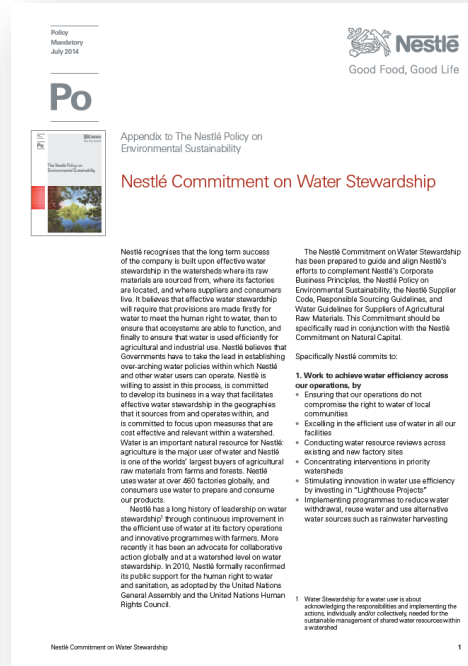 Policy
Mandatory
July 2014
Nestlé
Good Food, Good Life
Po
Appendix to The Nestlé Policy on
Environmental Sustainability
Po
The Nestlé Policy on
Environmental Sustainability
Nestlé Commitment on Water Stewardship
Nestlé recognises that the long term success
of the company is built upon effective water
stewardship in the watersheds where its raw
materials are sourced from, where its factories
are located, and where suppliers and consumers
live. It believes that effective water stewardship
will require that provisions are made firstly for
water to meet the human right to water, then to
ensure that ecosystems are able to function, and
finally to ensure that water is used efficiently for
agricultural and industrial use. Nestlé believes that
Governments have to take the lead in establishing
over-arching water policies within which Nestlé
and other water users can operate. Nestlé is
willing to assist in this process, is committed
to develop its business in a way that facilitates
effective water stewardship in the geographies
that it sources from and operates within, and
is committed to focus upon measures that are
cost effective and relevant within a watershed.
Water is an important natural resource for Nestlé:
agriculture is the major user of water and Nestlé
is one of the worlds' largest buyers of agricultural
raw materials from farms and forests. Nestlé
uses water at over 460 factories globally, and
consumers use water to prepare and consume
our products.
Nestlé has a long history of leadership on water
stewardship1 through continuous improvement in
the efficient use of water at its factory operations
and innovative programmes with farmers. More
recently it has been an advocate for collaborative
action globally and at a watershed level on water
stewardship. In 2010, Nestlé formally reconfirmed
its public support for the human right to water
and sanitation, as adopted by the United Nations
General Assembly and the United Nations Human
Rights Council.
The Nestlé Commitment on Water Stewardship
has been prepared to guide and align Nestlé's
efforts to complement Nestlé's Corporate
Business Principles, the Nestlé Policy on
Environmental Sustainability, the Nestlé Supplier
Code, Responsible Sourcing Guidelines, and
Water Guidelines for Suppliers of Agricultural
Raw Materials. This Commitment should be
specifically read in conjunction with the Nestlé
Commitment on Natural Capital.
Specifically Nestlé commits to:
1. Work to achieve water efficiency across
our operations, by
• Ensuring that our operations do not
compromise the right to water of local
communities
• Excelling in the efficient use of water in all our
facilities
• Conducting water resource reviews across
existing and new factory sites
• Concentrating interventions in priority
watersheds
• Stimulating innovation in water use efficiency
by investing in "Lighthouse Projects"
• Implementing programmes to reduce water
withdrawal, reuse water and use alternative
water sources such as rainwater harvesting
1 Water Stewardship for a water user is about
acknowledging the responsibilities and implementing the
actions, individually and/or collectively, needed for the
sustainable management of shared water resources within
a watershed
Nestlé Commitment on Water Stewardship
1